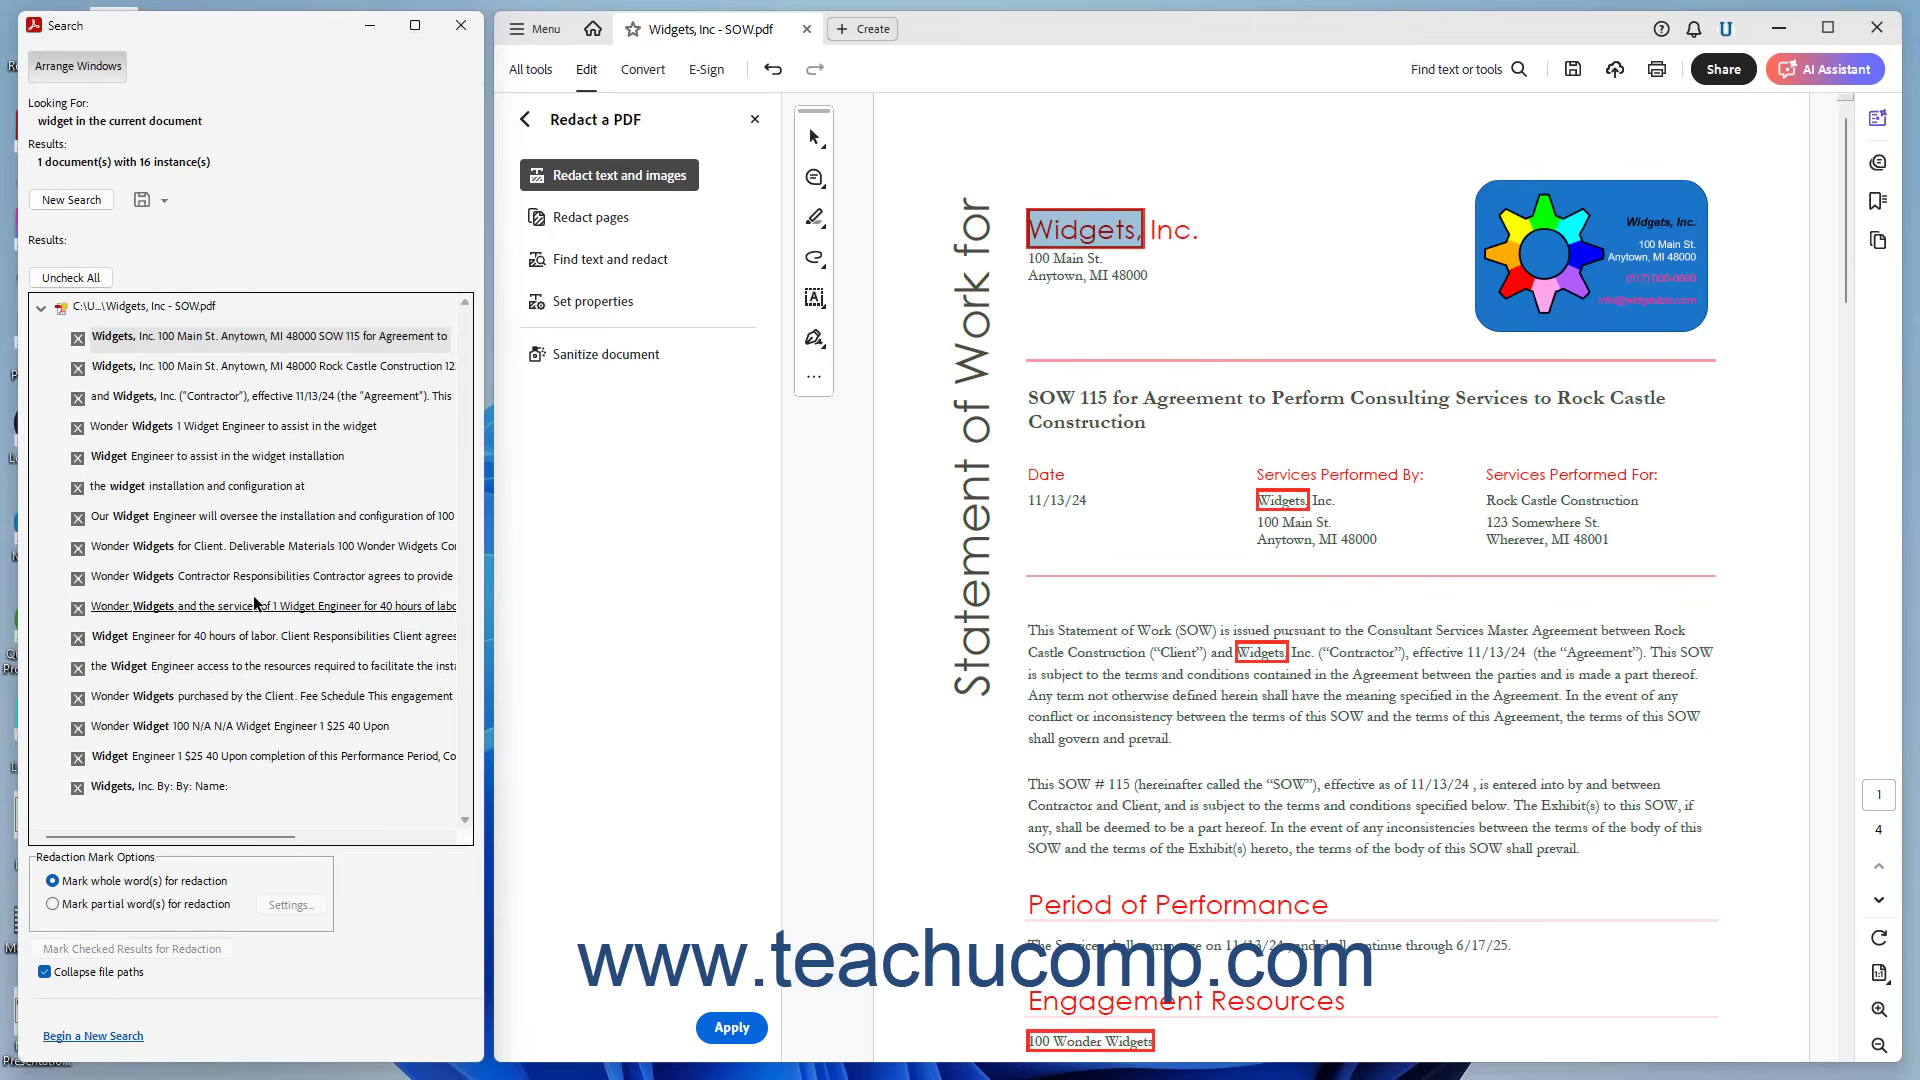 Search
Arrange Windows
Looking For:
widget in the current document
Results:
1 document(s) with 16 instance(s)
New Search
Results:
Uncheck All
C:\U...\Widgets, Inc - SOW.pdf
Widgets, Inc. 100 Main St. Anytown, MI 48000 SOW 115 for Agreement to
Widgets, Inc. 100 Main St. Anytown, MI 48000 Rock Castle Construction 12
and Widgets, Inc. (“Contractor”), effective 11/13/24 (the “Agreement”). This
Wonder Widgets 1 Widget Engineer to assist in the widget
Widget Engineer to assist in the widget installation
the widget installation and configuration at
Our Widget Engineer will oversee the installation and configuration of 100
Wonder Widgets for Client. Deliverable Materials 100 Wonder Widgets Co
Wonder Widgets Contractor Responsibilities Contractor agrees to provide
Wonder Widgets and the services of 1 Widget Engineer for 40 hours of labo
Widget Engineer for 40 hours of labor. Client Responsibilities Client agrees
the Widget Engineer access to the resources required to facilitate the insta
Wonder Widgets purchased by the Client. Fee Schedule This engagement
Wonder Widget 100 N/A N/A Widget Engineer 1 $25 40 Upon
Widget Engineer 1 $25 40 Upon completion of this Performance Period, Co
Widgets, Inc. By: By: Name:
Redaction Mark Options
Mark whole word(s) for redaction
Mark partial word(s) for redaction
Settings...
Mark Checked Results for Redaction
Collapse file paths
Begin a New Search
Menu
Widgets, Inc - SOW.pdf
Create
All tools
Edit
Convert
E-Sign
Find text or tools
Share
AI Assistant
Redact a PDF
Redact text and images
Redact pages
Find text and redact
Set properties
Sanitize document
Apply
Statement of Work for
Widgets, Inc.
100 Main St.
Anytown, MI 48000
Widgets, Inc.
100 Main St.
Anytown, MI 48000
(517) 000-0000
info@widgetsbiz.com
SOW 115 for Agreement to Perform Consulting Services to Rock Castle
Construction
Date
Services Performed By:
Services Performed For:
11/13/24
Widgets, Inc.
Rock Castle Construction
100 Main St.
123 Somewhere St.
Anytown, MI 48000
Wherever, MI 48001
This Statement of Work (SOW) is issued pursuant to the Consultant Services Master Agreement between Rock
Castle Construction (“Client”) and Widgets, Inc. (“Contractor”), effective 11/13/24 (the “Agreement”). This SOW
is subject to the terms and conditions contained in the Agreement between the parties and is made a part thereof.
Any term not otherwise defined herein shall have the meaning specified in the Agreement. In the event of any
conflict or inconsistency between the terms of this SOW and the terms of this Agreement, the terms of this SOW
shall govern and prevail.
This SOW # 115 (hereinafter called the “SOW”), effective as of 11/13/24 , is entered into by and between
Contractor and Client, and is subject to the terms and conditions specified below. The Exhibit(s) to this SOW, if
any, shall be deemed to be a part hereof. In the event of any inconsistencies between the terms of the body of this
SOW and the terms of the Exhibit(s) hereto, the terms of the body of this SOW shall prevail.
Period of Performance
The Services shall commence on 11/13/24, and shall continue through 6/17/25.
www.teachucomp.com
Engagement Resources
100 Wonder Widgets
1
4